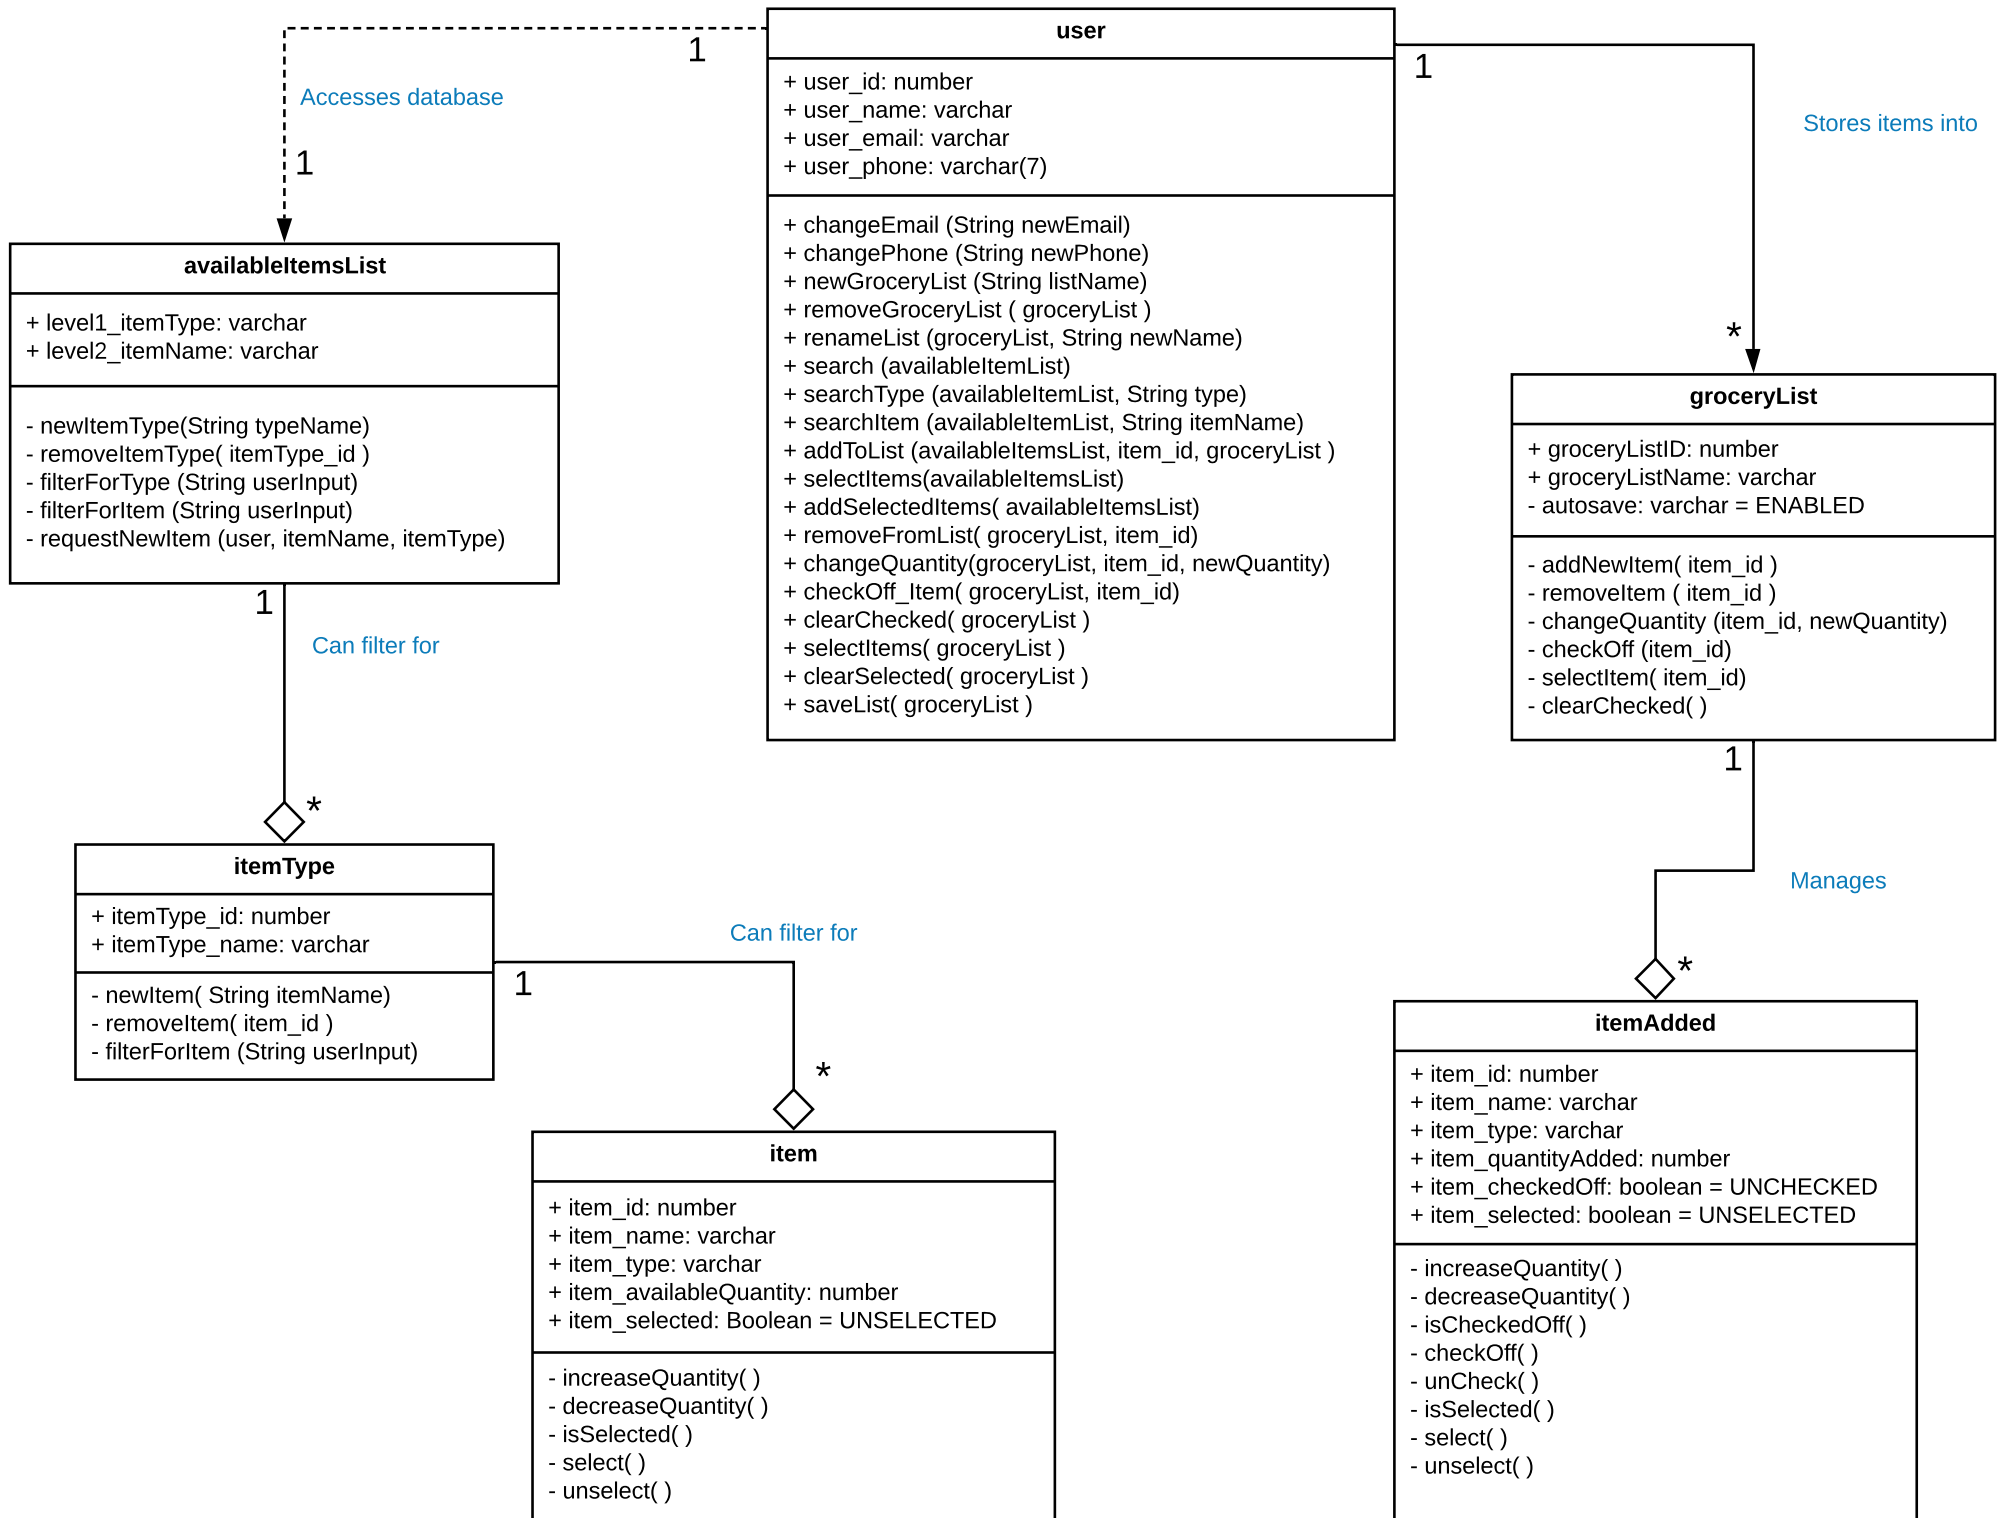 user
+ user_id: number
+ user_name: varchar
+ user_email: varchar
+ user_phone: varchar(7)
+ changeEmail (String newEmail)
+ changePhone (String newPhone)
+ newGroceryList (String listName)
+ removeGroceryList ( groceryList )
+ renameList (groceryList, String newName)
+ search (availableItemList)
+ searchType (availableItemList, String type)
+ searchItem (availableItemList, String itemName)
+ addToList (availableItemsList, item_id, groceryList )
+ selectItems(availableItemsList)
+ addSelectedItems( availableItemsList)
+ removeFromList( groceryList, item_id)
+ changeQuantity(groceryList, item_id, newQuantity)
+ checkOff_Item( groceryList, item_id)
+ clearChecked( groceryList )
+ selectItems( groceryList )
+ clearSelected( groceryList )
+ saveList( groceryList )
1
Accesses database
1
availableItemsList
+ level1_itemType: varchar
+ level2_itemName: varchar
- newItemType(String typeName)
- removeItemType( itemType_id )
- filterForType (String userInput)
- filterForItem (String userInput)
- requestNewItem (user, itemName, itemType)
1
Can filter for
*
itemType
+ itemType_id: number
+ itemType_name: varchar
- newItem( String itemName)
- removeItem( item_id )
- filterForItem (String userInput)
1
Can filter for
*
item
+ item_id: number
+ item_name: varchar
+ item_type: varchar
+ item_availableQuantity: number
+ item_selected: Boolean = UNSELECTED
- increaseQuantity( )
- decreaseQuantity( )
- isSelected( )
- select( )
- unselect( )
1
Stores items into
*
groceryList
+ groceryListID: number
+ groceryListName: varchar
- autosave: varchar = ENABLED
- addNewItem( item_id )
- removeItem ( item_id )
- changeQuantity (item_id, newQuantity)
- checkOff (item_id)
- selectItem( item_id)
- clearChecked( )
1
Manages
*
itemAdded
+ item_id: number
+ item_name: varchar
+ item_type: varchar
+ item_quantityAdded: number
+ item_checkedOff: boolean = UNCHECKED
+ item_selected: boolean = UNSELECTED
- increaseQuantity( )
- decreaseQuantity( )
- isCheckedOff( )
- checkOff( )
- unCheck( )
- isSelected( )
- select( )
- unselect( )